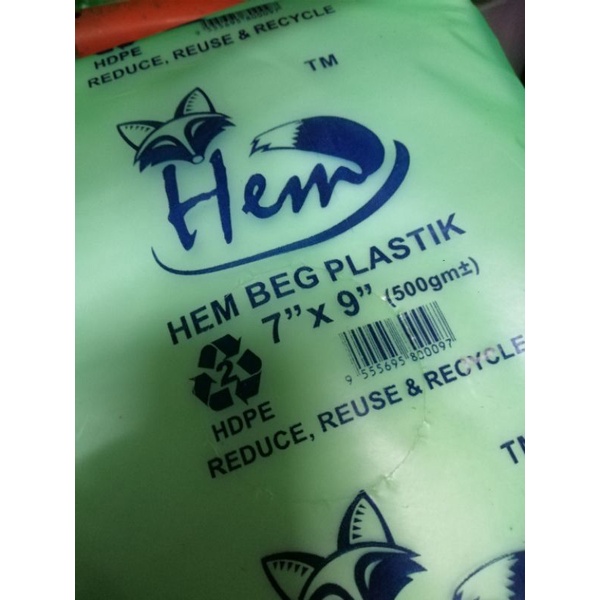 HDPE
REDUCE, REUSE & RECYCLE
TM
Hem
HEM BEG PLASTIK
7" x 9" (500gm±)
9 555695 800097
2
HDPE
REDUCE, REUSE & RECYCLE